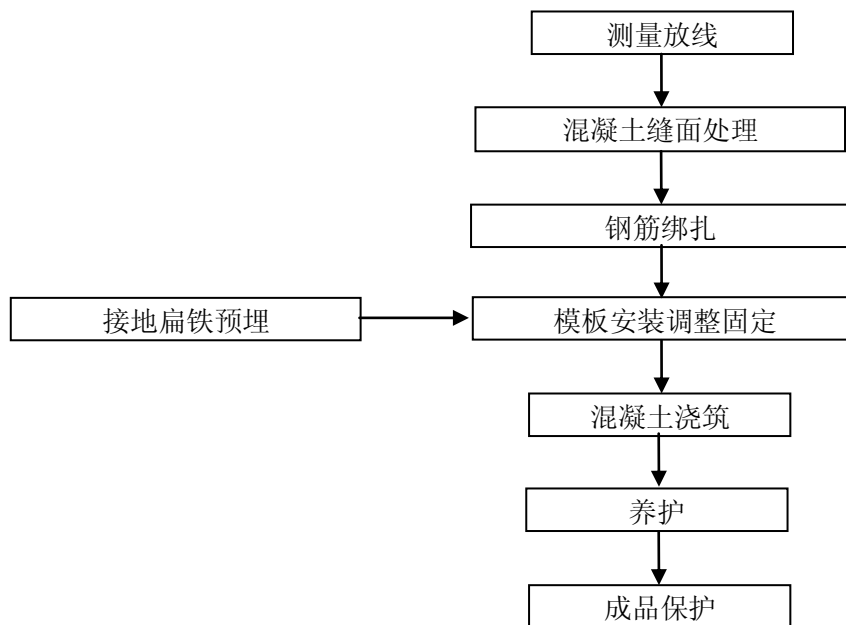 测量放线
混凝土缝面处理
钢筋绑扎
接地扁铁预埋
模板安装调整固定
混凝土浇筑
养护
成品保护